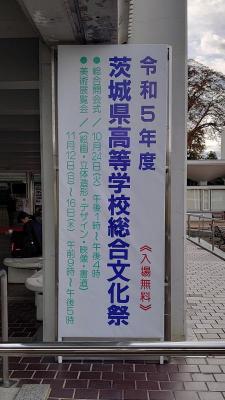 令和5年度
茨城県高等学校総合文化祭
《入場無料》
●総合開会式／10月24日(火)午後1時〜午後4時
●美術展覧会／(絵画・立体造形・デザイン・映像・書道)
11月12日(日)〜16日(木) 午前9時〜午後5時